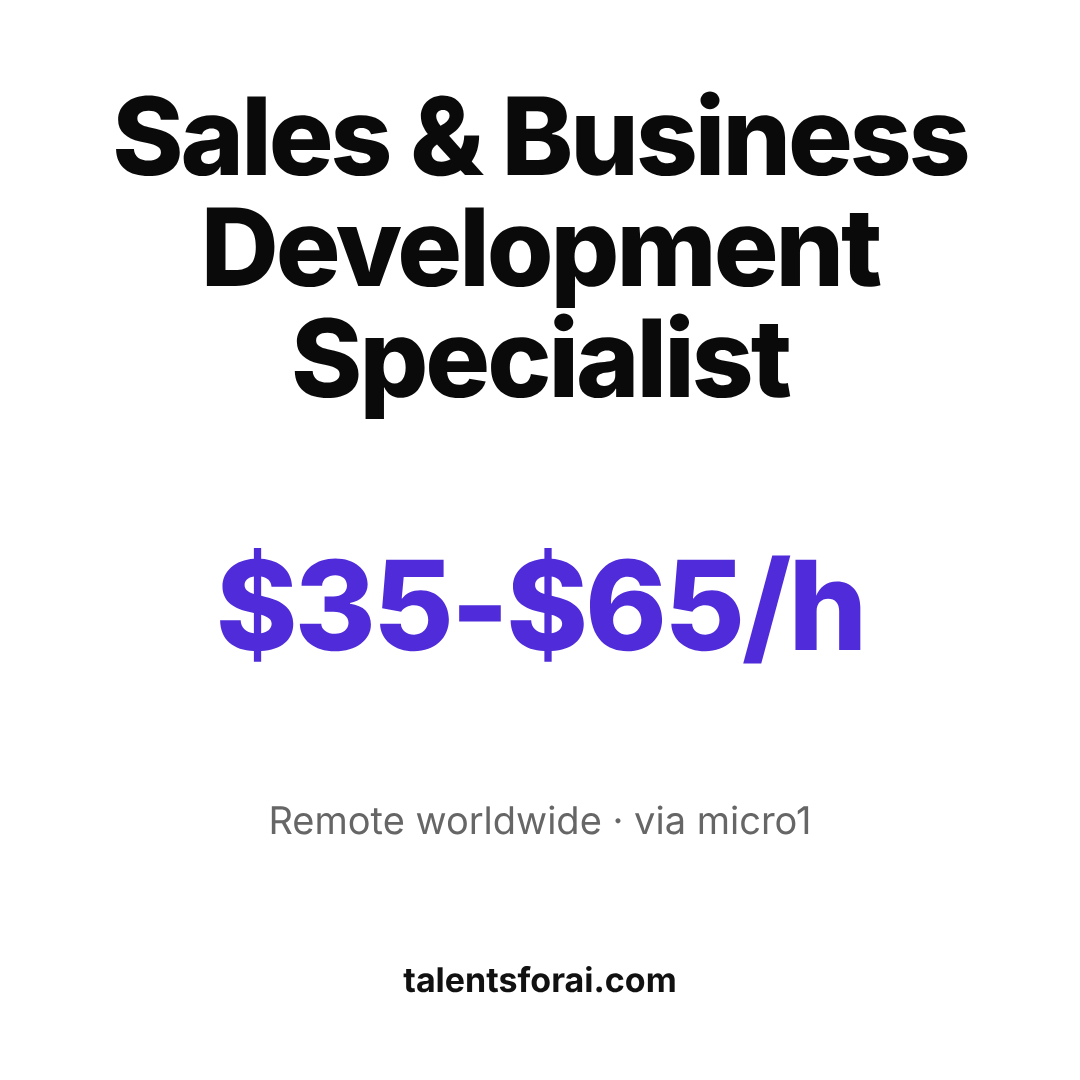 Sales & Business
Development
Specialist
$35-$65/h
Remote worldwide · via micro1
talentsforai.com